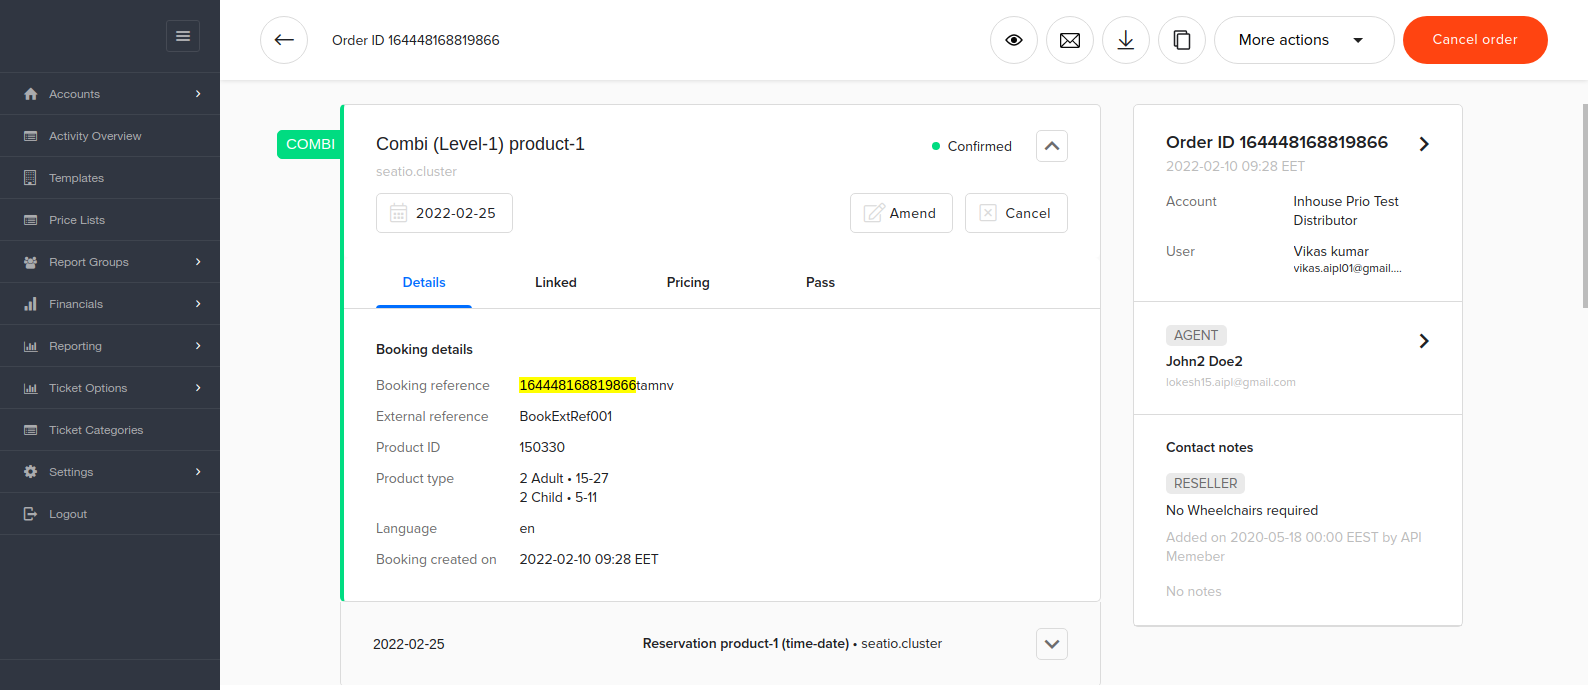 Order ID 164448168819866
More actions
Cancel order
Accounts
Activity Overview
Templates
Price Lists
Report Groups
Financials
Reporting
Ticket Options
Ticket Categories
Settings
Logout
COMBI
Combi (Level-1) product-1
Confirmed
seatio.cluster
2022-02-25
Amend
Cancel
Details
Linked
Pricing
Pass
Booking details
Booking reference 164448168819866tamnv
External reference BookExtRef001
Product ID 150330
Product type 2 Adult • 15-27
2 Child • 5-11
Language en
Booking created on 2022-02-10 09:28 EET
2022-02-25 Reservation product-1 (time-date) • seatio.cluster
Order ID 164448168819866
2022-02-10 09:28 EET
Account Inhouse Prio Test
Distributor
User Vikas kumar
vikas.aipl01@gmail....
AGENT
John2 Doe2
lokesh15.aipl@gmail.com
Contact notes
RESELLER
No Wheelchairs required
Added on 2020-05-18 00:00 EEST by API
Memeber
No notes